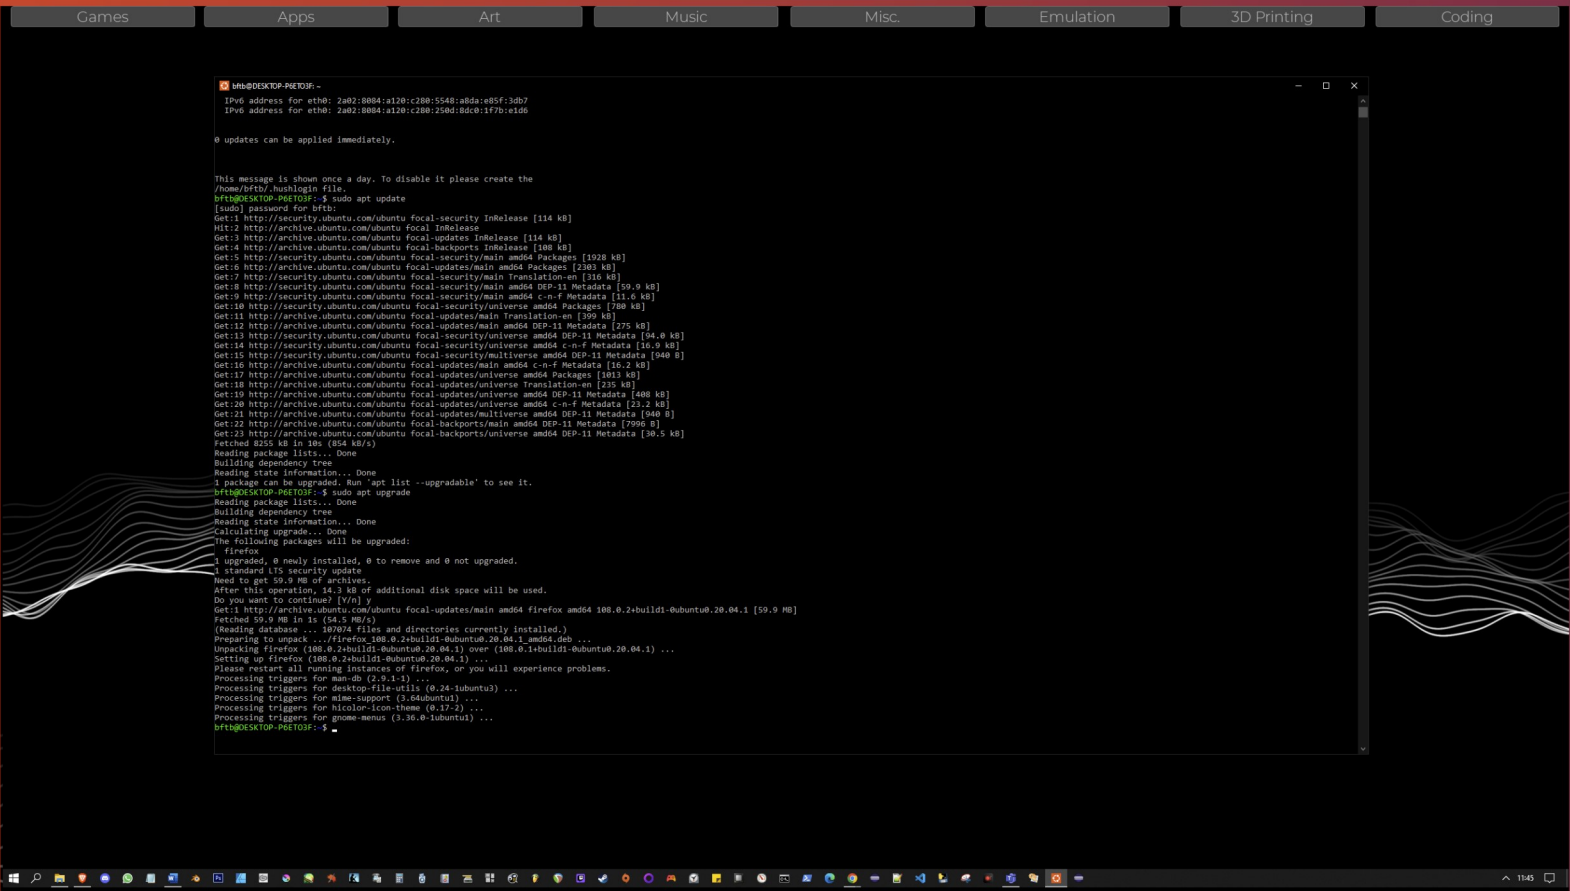 Games Apps Art Music Misc. Emulation 3D Printing Coding
bftb@DESKTOP-P6ETO3F: ~
IPv6 address for eth0: 2a02:8084:a120:c280:5548:a8da:e85f:3db7
IPv6 address for eth0: 2a02:8084:a120:c280:250d:8dc0:1f7b:e1d6
0 updates can be applied immediately.
This message is shown once a day. To disable it please create the
/home/bftb/.hushlogin file.
bftb@DESKTOP-P6ETO3F:~$ sudo apt update
[sudo] password for bftb:
Get:1 http://security.ubuntu.com/ubuntu focal-security InRelease [114 kB]
Hit:2 http://archive.ubuntu.com/ubuntu focal InRelease
Get:3 http://archive.ubuntu.com/ubuntu focal-updates InRelease [114 kB]
Get:4 http://archive.ubuntu.com/ubuntu focal-backports InRelease [108 kB]
Get:5 http://security.ubuntu.com/ubuntu focal-security/main amd64 Packages [1928 kB]
Get:6 http://archive.ubuntu.com/ubuntu focal-updates/main amd64 Packages [2303 kB]
Get:7 http://security.ubuntu.com/ubuntu focal-security/main Translation-en [316 kB]
Get:8 http://security.ubuntu.com/ubuntu focal-security/main amd64 DEP-11 Metadata [59.9 kB]
Get:9 http://security.ubuntu.com/ubuntu focal-security/main amd64 c-n-f Metadata [11.6 kB]
Get:10 http://security.ubuntu.com/ubuntu focal-security/universe amd64 Packages [780 kB]
Get:11 http://archive.ubuntu.com/ubuntu focal-updates/main Translation-en [399 kB]
Get:12 http://archive.ubuntu.com/ubuntu focal-updates/main amd64 DEP-11 Metadata [275 kB]
Get:13 http://security.ubuntu.com/ubuntu focal-security/universe amd64 DEP-11 Metadata [94.0 kB]
Get:14 http://security.ubuntu.com/ubuntu focal-security/universe amd64 c-n-f Metadata [16.9 kB]
Get:15 http://security.ubuntu.com/ubuntu focal-security/multiverse amd64 DEP-11 Metadata [940 B]
Get:16 http://archive.ubuntu.com/ubuntu focal-updates/main amd64 c-n-f Metadata [16.2 kB]
Get:17 http://archive.ubuntu.com/ubuntu focal-updates/universe amd64 Packages [1013 kB]
Get:18 http://archive.ubuntu.com/ubuntu focal-updates/universe Translation-en [235 kB]
Get:19 http://archive.ubuntu.com/ubuntu focal-updates/universe amd64 DEP-11 Metadata [408 kB]
Get:20 http://archive.ubuntu.com/ubuntu focal-updates/universe amd64 c-n-f Metadata [23.2 kB]
Get:21 http://archive.ubuntu.com/ubuntu focal-updates/multiverse amd64 DEP-11 Metadata [940 B]
Get:22 http://archive.ubuntu.com/ubuntu focal-backports/main amd64 DEP-11 Metadata [7996 B]
Get:23 http://archive.ubuntu.com/ubuntu focal-backports/universe amd64 DEP-11 Metadata [30.5 kB]
Fetched 8255 kB in 10s (854 kB/s)
Reading package lists... Done
Building dependency tree
Reading state information... Done
1 package can be upgraded. Run 'apt list --upgradable' to see it.
bftb@DESKTOP-P6ETO3F:~$ sudo apt upgrade
Reading package lists... Done
Building dependency tree
Reading state information... Done
Calculating upgrade... Done
The following packages will be upgraded:
firefox
1 upgraded, 0 newly installed, 0 to remove and 0 not upgraded.
1 standard LTS security update
Need to get 59.9 MB of archives.
After this operation, 14.3 kB of additional disk space will be used.
Do you want to continue? [Y/n] y
Get:1 http://archive.ubuntu.com/ubuntu focal-updates/main amd64 firefox amd64 108.0.2+build1-0ubuntu0.20.04.1 [59.9 MB]
Fetched 59.9 MB in 1s (54.5 MB/s)
(Reading database ... 107074 files and directories currently installed.)
Preparing to unpack .../firefox_108.0.2+build1-0ubuntu0.20.04.1_amd64.deb ...
Unpacking firefox (108.0.2+build1-0ubuntu0.20.04.1) over (108.0.1+build1-0ubuntu0.20.04.1) ...
Setting up firefox (108.0.2+build1-0ubuntu0.20.04.1) ...
Please restart all running instances of firefox, or you will experience problems.
Processing triggers for man-db (2.9.1-1) ...
Processing triggers for desktop-file-utils (0.24-1ubuntu3) ...
Processing triggers for mime-support (3.64ubuntu1) ...
Processing triggers for hicolor-icon-theme (0.17-2) ...
Processing triggers for gnome-menus (3.36.0-1ubuntu1) ...
bftb@DESKTOP-P6ETO3F:~$
11:45